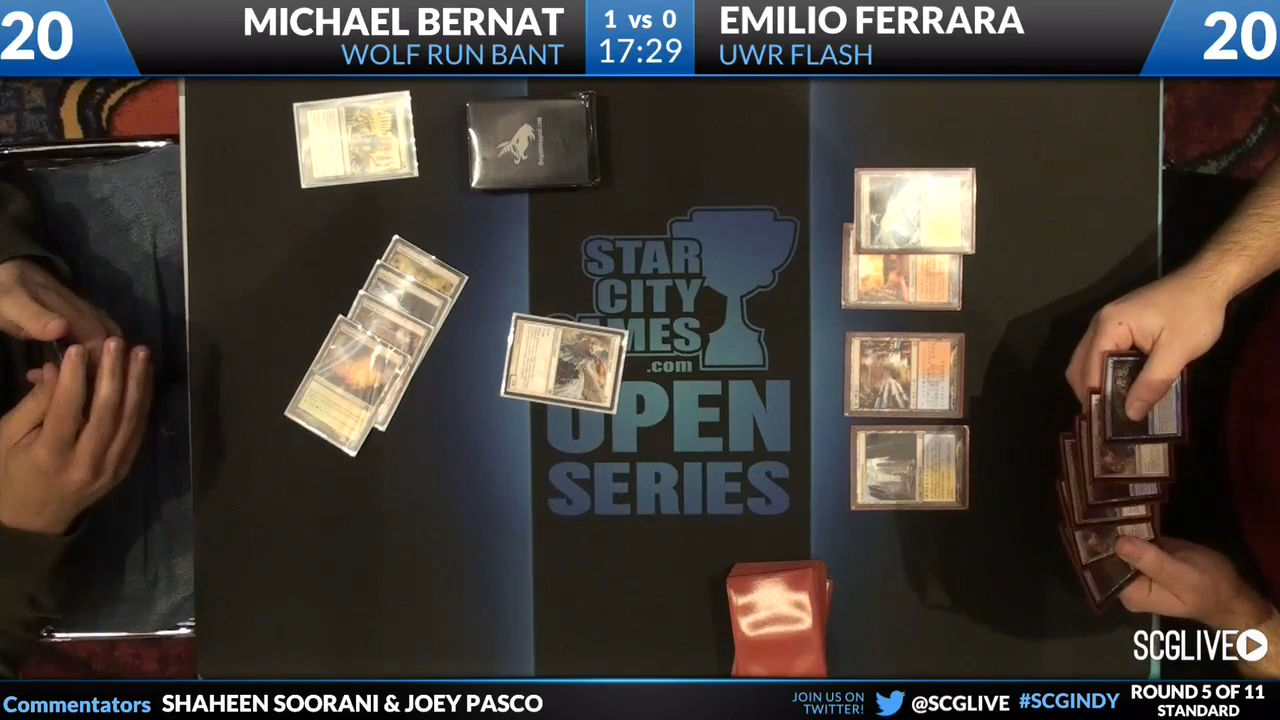 20
MICHAEL BERNAT
WOLF RUN BANT
1 vs 0
17:29
EMILIO FERRARA
UWR FLASH
20
STAR
CITY
GAMES
.com
OPEN
SERIES
SCGLIVE
Commentators SHAHEEN SOORANI & JOEY PASCO
JOIN US ON
TWITTER!
@SCGLIVE #SCGINDY
ROUND 5 OF 11
STANDARD